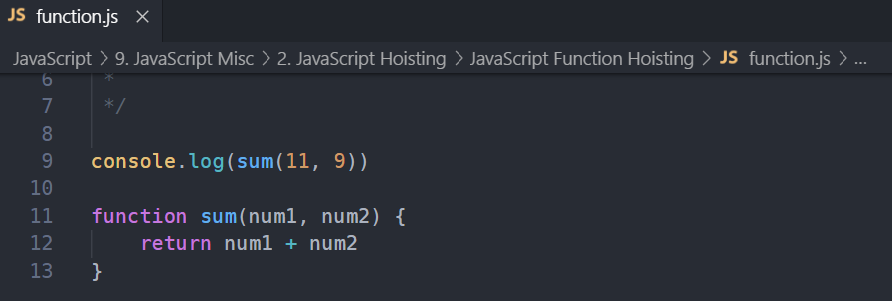 JS function.js ×
JavaScript > 9. JavaScript Misc > 2. JavaScript Hoisting > JavaScript Function Hoisting > JS function.js > ...
6 *
7 */
8
9 console.log(sum(11, 9))
10
11 function sum(num1, num2) {
12 return num1 + num2
13 }